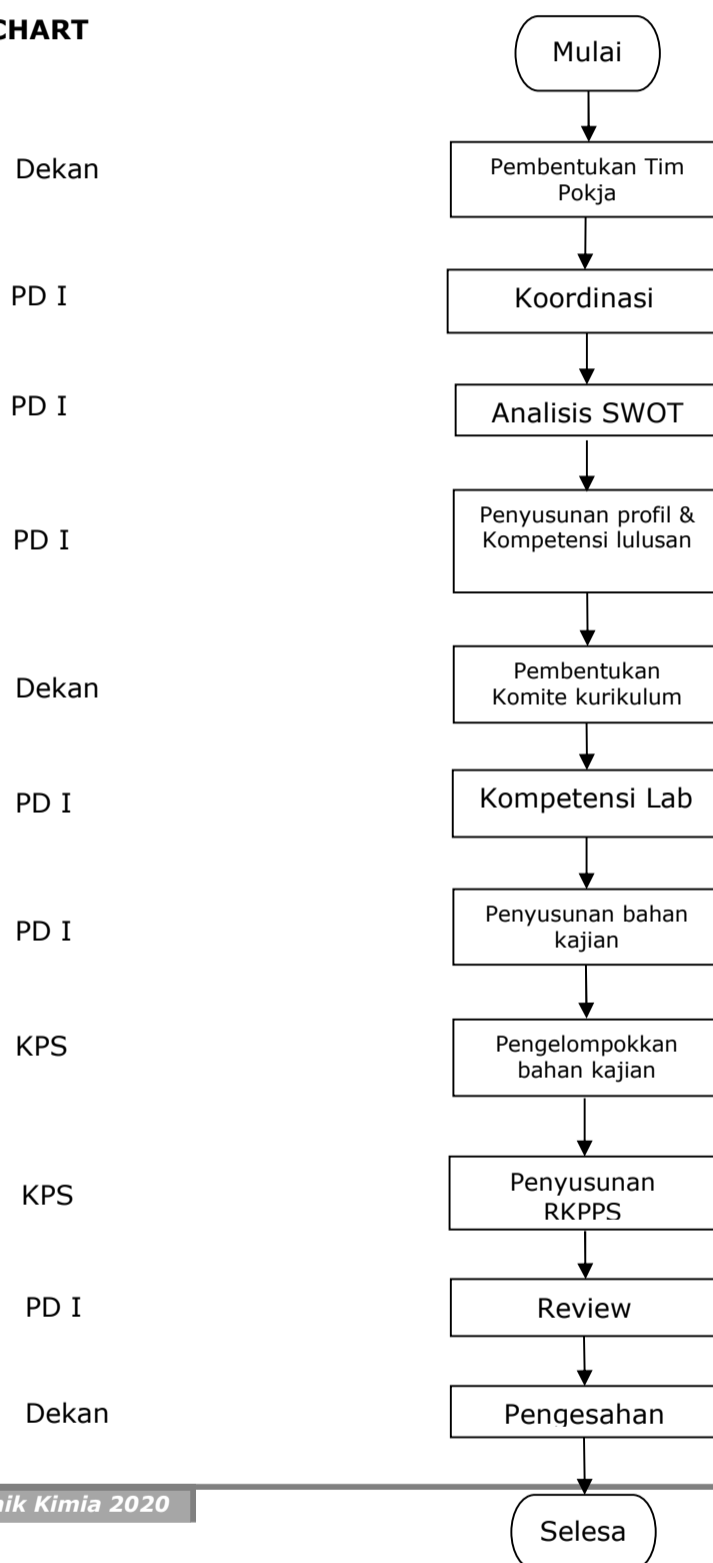 CHART
Mulai
Dekan
Pembentukan Tim
Pokja
PD I
Koordinasi
PD I
Analisis SWOT
PD I
Penyusunan profil &
Kompetensi lulusan
Dekan
Pembentukan
Komite kurikulum
PD I
Kompetensi Lab
PD I
Penyusunan bahan
kajian
KPS
Pengelompokkan
bahan kajian
KPS
Penyusunan
RKPPS
PD I
Review
Dekan
Pengesahan
nik Kimia 2020
Selesa